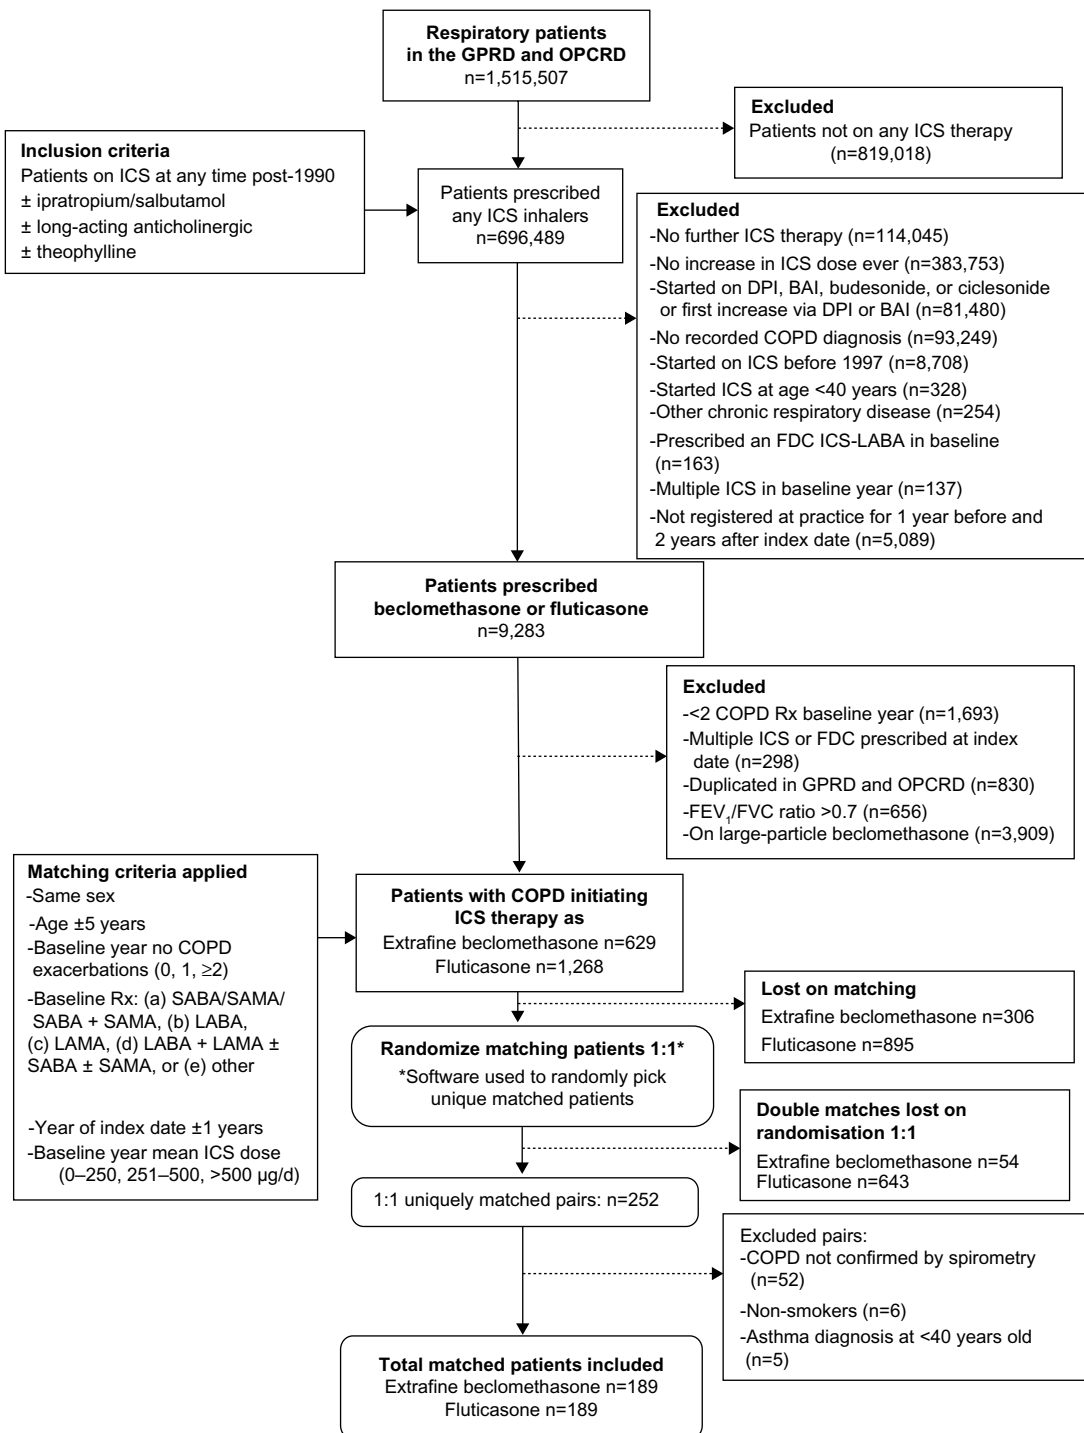 Respiratory patients
in the GPRD and OPCRD
n=1,515,507
Excluded
Patients not on any ICS therapy
(n=819,018)
Inclusion criteria
Patients on ICS at any time post-1990
± ipratropium/salbutamol
± long-acting anticholinergic
± theophylline
Patients prescribed
any ICS inhalers
n=696,489
Excluded
-No further ICS therapy (n=114,045)
-No increase in ICS dose ever (n=383,753)
-Started on DPI, BAI, budesonide, or ciclesonide
or first increase via DPI or BAI (n=81,480)
-No recorded COPD diagnosis (n=93,249)
-Started on ICS before 1997 (n=8,708)
-Started ICS at age <40 years (n=328)
-Other chronic respiratory disease (n=254)
-Prescribed an FDC ICS-LABA in baseline
(n=163)
-Multiple ICS in baseline year (n=137)
-Not registered at practice for 1 year before and
2 years after index date (n=5,089)
Patients prescribed
beclomethasone or fluticasone
n=9,283
Excluded
-<2 COPD Rx baseline year (n=1,693)
-Multiple ICS or FDC prescribed at index
date (n=298)
-Duplicated in GPRD and OPCRD (n=830)
-FEV₁/FVC ratio >0.7 (n=656)
-On large-particle beclomethasone (n=3,909)
Matching criteria applied
-Same sex
-Age ±5 years
-Baseline year no COPD
exacerbations (0, 1, ≥2)
-Baseline Rx: (a) SABA/SAMA/
SABA + SAMA, (b) LABA,
(c) LAMA, (d) LABA + LAMA ±
SABA ± SAMA, or (e) other
-Year of index date ±1 years
-Baseline year mean ICS dose
(0–250, 251–500, >500 µg/d)
Patients with COPD initiating
ICS therapy as
Extrafine beclomethasone n=629
Fluticasone n=1,268
Lost on matching
Extrafine beclomethasone n=306
Fluticasone n=895
Randomize matching patients 1:1*
*Software used to randomly pick
unique matched patients
Double matches lost on
randomisation 1:1
Extrafine beclomethasone n=54
Fluticasone n=643
1:1 uniquely matched pairs: n=252
Excluded pairs:
-COPD not confirmed by spirometry
(n=52)
-Non-smokers (n=6)
-Asthma diagnosis at <40 years old
(n=5)
Total matched patients included
Extrafine beclomethasone n=189
Fluticasone n=189